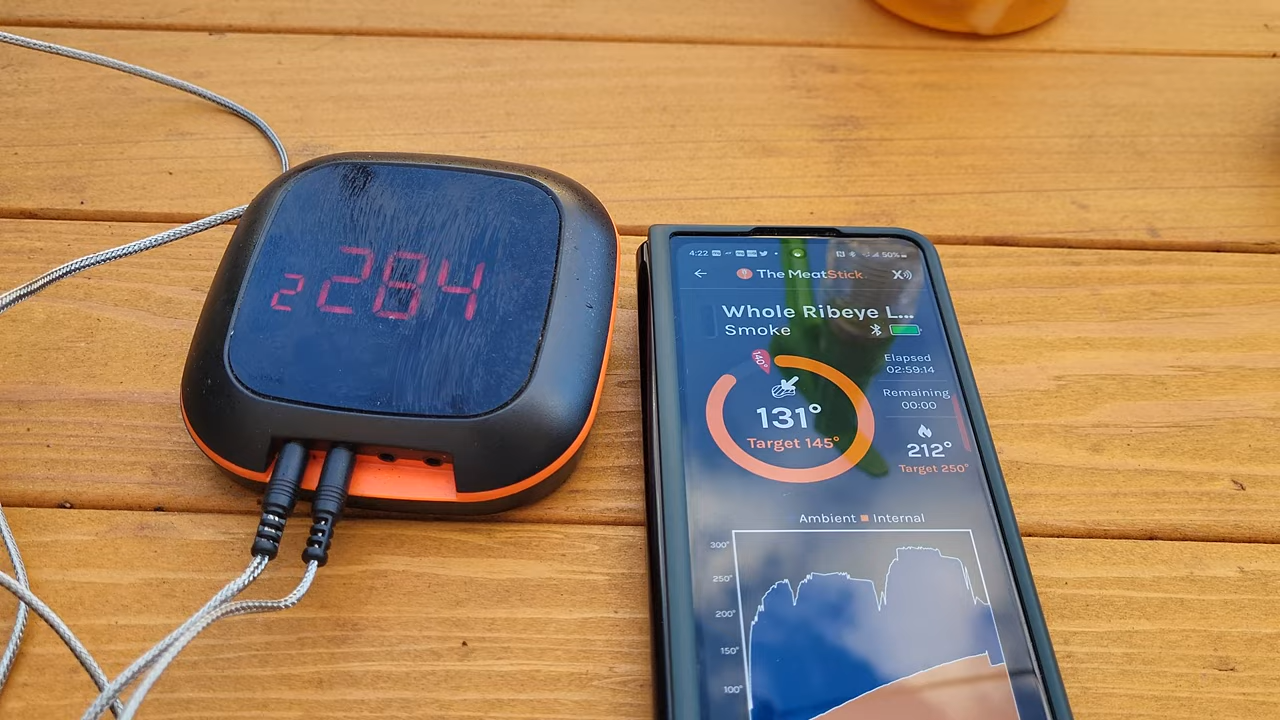 2 284
4:22
50%
The MeatStick
Whole Ribeye L...
Smoke
140°
131°
Target 145°
Elapsed
02:59:14
Remaining
00:00
212°
Target 250°
Ambient Internal
300°
250°
200°
150°
100°